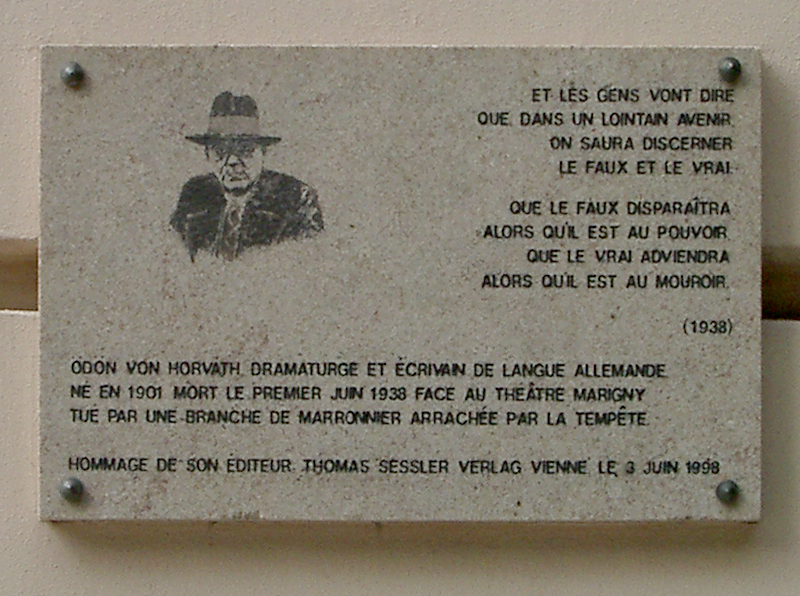 ET LES GENS VONT DIRE
QUE, DANS UN LOINTAIN AVENIR,
ON SAURA DISCERNER
LE FAUX ET LE VRAI.
QUE LE FAUX DISPARAÎTRA
ALORS QU'IL EST AU POUVOIR.
QUE LE VRAI ADVIENDRA
ALORS QU'IL EST AU MOUROIR.
(1938)
ÖDÖN VON HORVÁTH, DRAMATURGE ET ÉCRIVAIN DE LANGUE ALLEMANDE.
NÉ EN 1901 MORT LE PREMIER JUIN 1938 FACE AU THÉÂTRE MARIGNY
TUÉ PAR UNE BRANCHE DE MARRONNIER ARRACHÉE PAR LA TEMPÊTE.
HOMMAGE DE SON ÉDITEUR: THOMAS SESSLER VERLAG VIENNE, LE 3 JUIN 1998